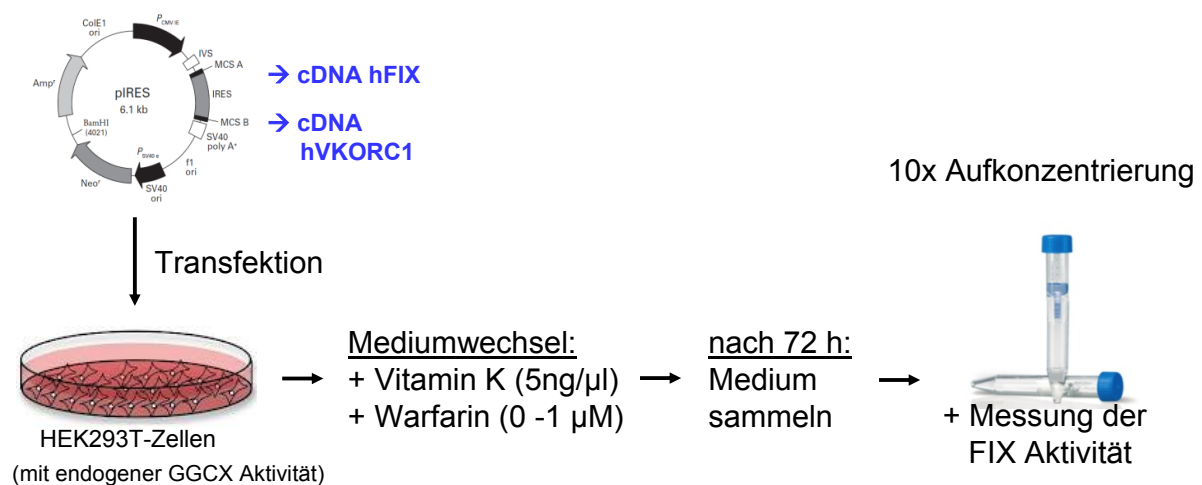 ColE1
ori
P CMV IE
IVS
MCS A
Ampʳ
pIRES
6.1 kb
IRES
BamHI
(4021)
MCS B
SV40
poly A⁺
P SV40 e
f1
ori
Neoʳ
SV40
ori
→ cDNA hFIX
→ cDNA
hVKORC1
10x Aufkonzentrierung
Transfektion
Mediumwechsel:
+ Vitamin K (5ng/µl)
+ Warfarin (0 -1 µM)
nach 72 h:
Medium
sammeln
+ Messung der
FIX Aktivität
HEK293T-Zellen
(mit endogener GGCX Aktivität)